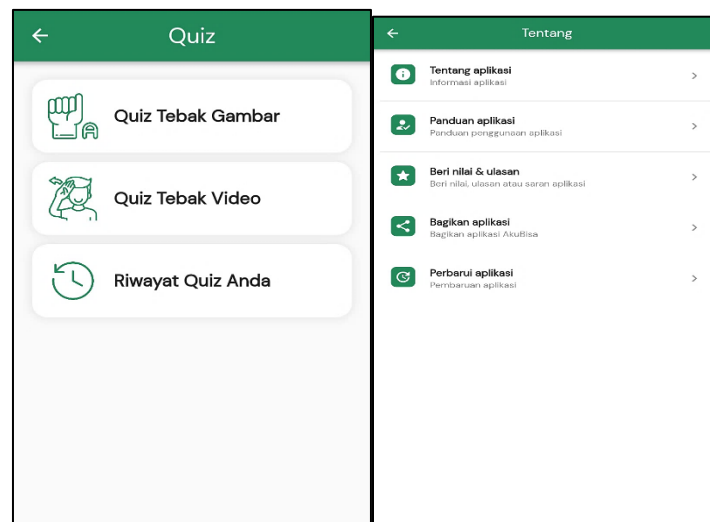 Quiz
Quiz Tebak Gambar
A
Quiz Tebak Video
Riwayat Quiz Anda
Tentang
Tentang aplikasi
Informasi aplikasi
Panduan aplikasi
Panduan penggunaan aplikasi
Beri nilai & ulasan
Beri nilai, ulasan atau saran aplikasi
Bagikan aplikasi
Bagikan aplikasi AkuBisa
Perbarui aplikasi
Pembaruan aplikasi